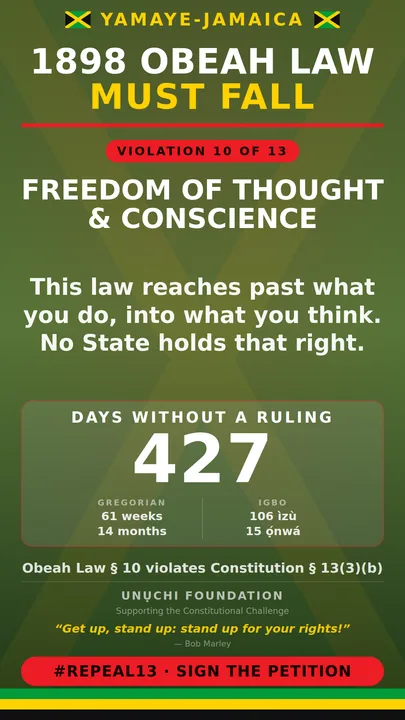 YAMAYE-JAMAICA
1898 OBEAH LAW
MUST FALL
VIOLATION 10 OF 13
FREEDOM OF THOUGHT
& CONSCIENCE
This law reaches past what
you do, into what you think.
No State holds that right.
DAYS WITHOUT A RULING
427
GREGORIAN
61 weeks
14 months
IGBO
106 ìzù
15 ọ́nwá
Obeah Law § 10 violates Constitution § 13(3)(b)
UNỤCHI FOUNDATION
Supporting the Constitutional Challenge
“Get up, stand up: stand up for your rights!”
— Bob Marley
#REPEAL13 · SIGN THE PETITION